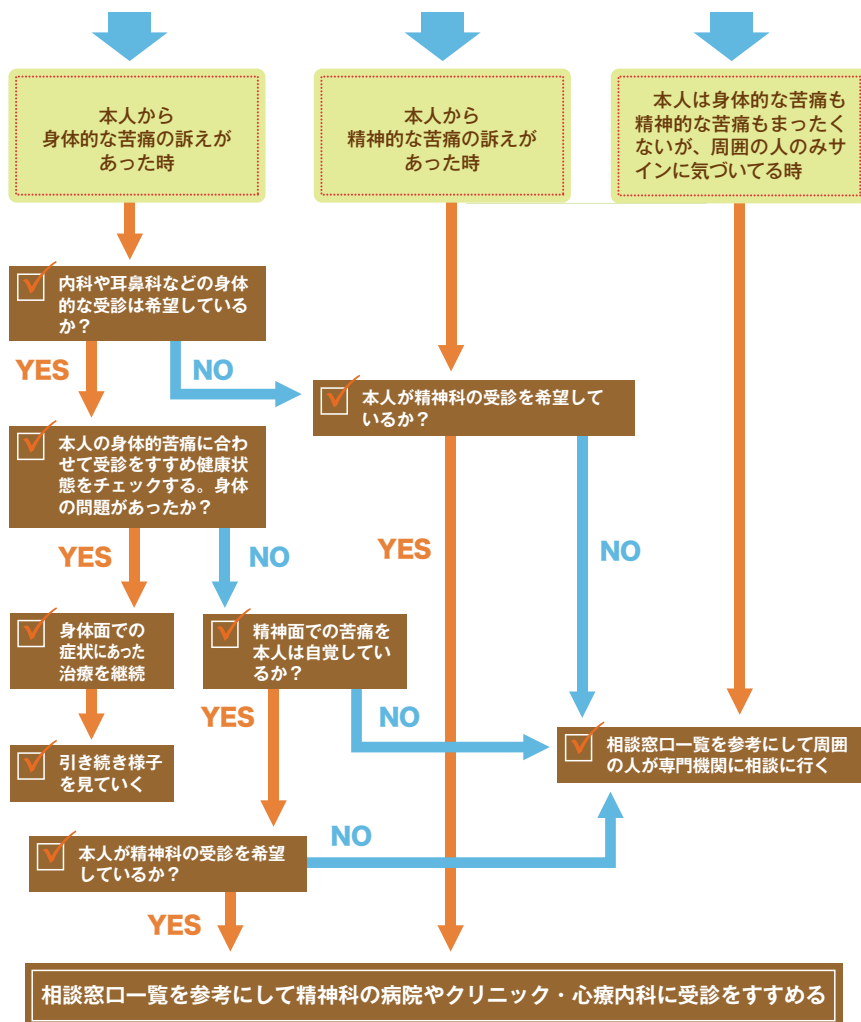 本人から
身体的な苦痛の訴えが
あった時
本人から
精神的な苦痛の訴えが
あった時
本人は身体的な苦痛も
精神的な苦痛もまったく
ないが、周囲の人のみサ
インに気づいてる時
内科や耳鼻科などの身体
的な受診は希望している
か？
YES
NO
本人が精神科の受診を希望して
いるか？
本人の身体的苦痛に合わ
せて受診をすすめ健康状
態をチェックする。身体
の問題があったか？
YES
NO
YES
NO
身体面での
症状にあった
治療を継続
精神面での苦痛を
本人は自覚してい
るか？
YES
NO
引き続き様子
を見ていく
相談窓口一覧を参考にして周囲
の人が専門機関に相談に行く
本人が精神科の受診を希望
しているか？
NO
YES
相談窓口一覧を参考にして精神科の病院やクリニック・心療内科に受診をすすめる